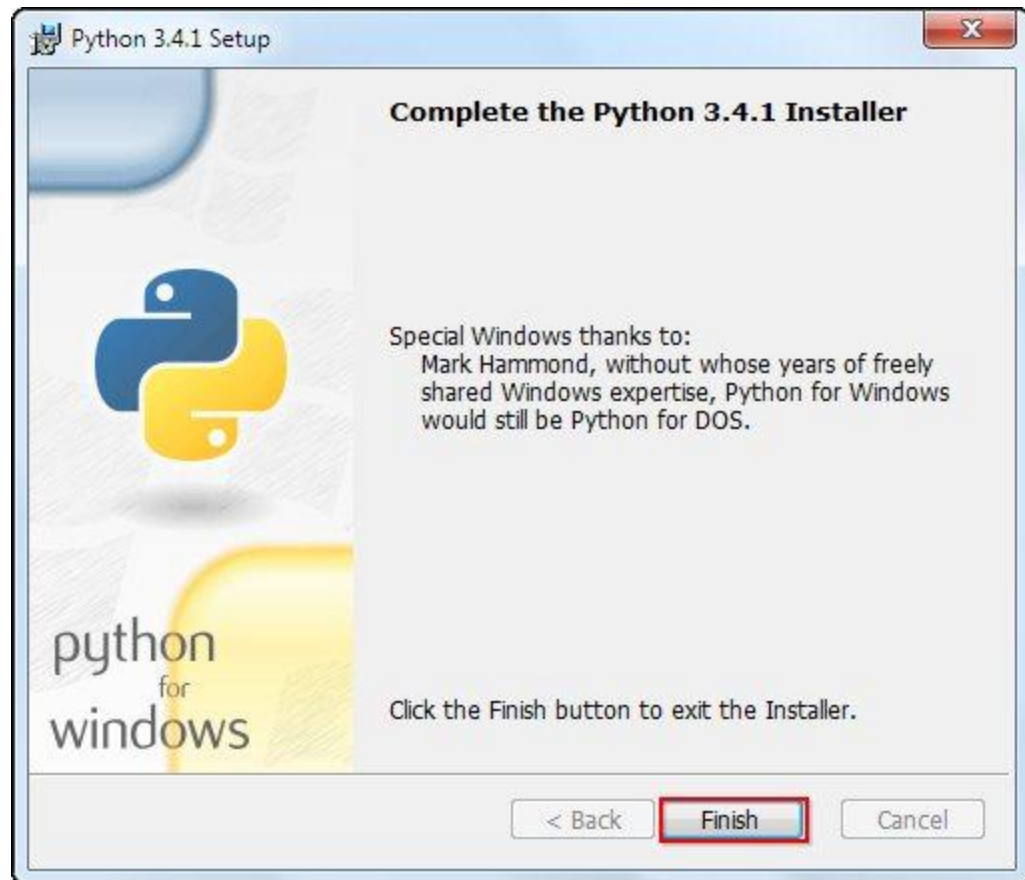 Python 3.4.1 Setup
Complete the Python 3.4.1 Installer
Special Windows thanks to:
Mark Hammond, without whose years of freely
shared Windows expertise, Python for Windows
would still be Python for DOS.
python
for
windows
Click the Finish button to exit the Installer.
< Back Finish Cancel